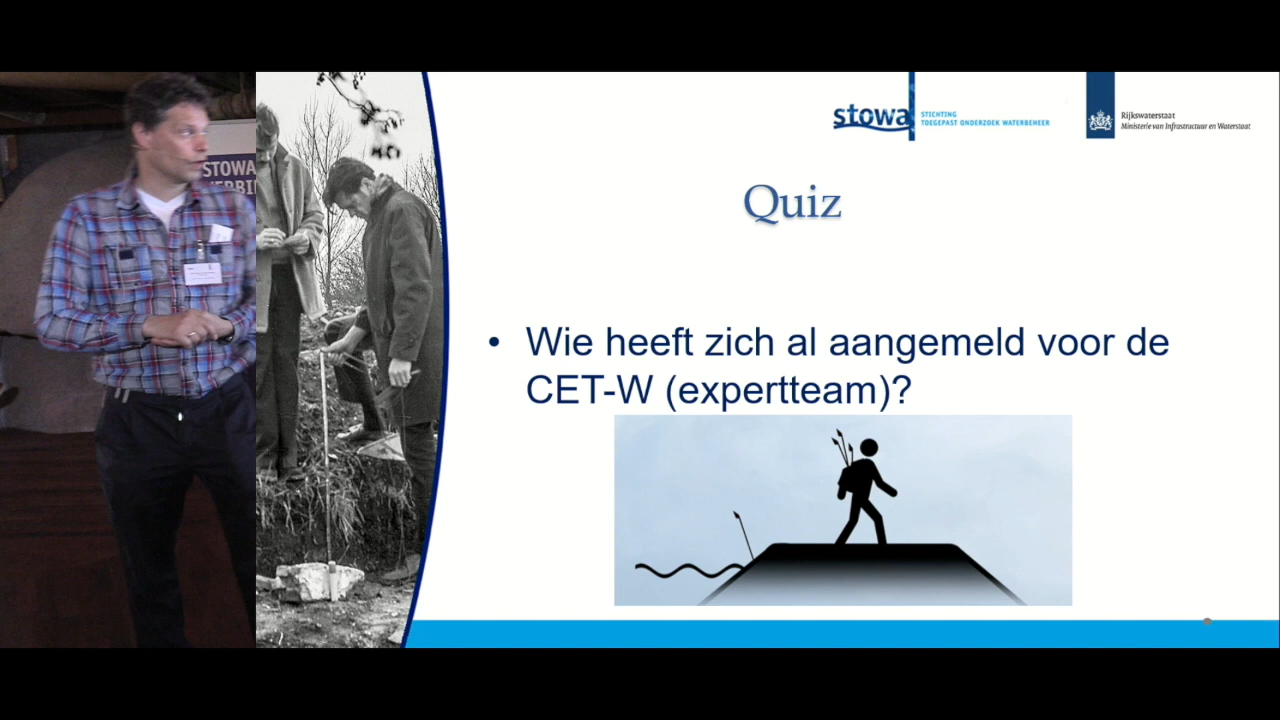 STOWA
stowa
STICHTING
TOEGEPAST ONDERZOEK WATERBEHEER
Rijkswaterstaat
Ministerie van Infrastructuur en Waterstaat
Quiz
• Wie heeft zich al aangemeld voor de
CET-W (expertteam)?